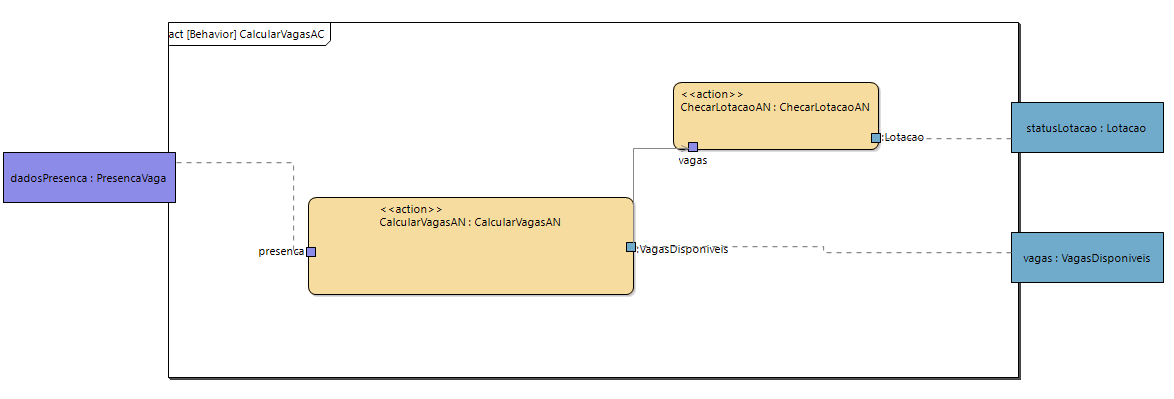 act [Behavior] CalcularVagasAC
<<action>>
ChecarLotacaoAN : ChecarLotacaoAN
:Lotacao
vagas
statusLotacao : Lotacao
dadosPresenca : PresencaVaga
<<action>>
CalcularVagasAN : CalcularVagasAN
presenca
:VagasDisponiveis
vagas : VagasDisponiveis